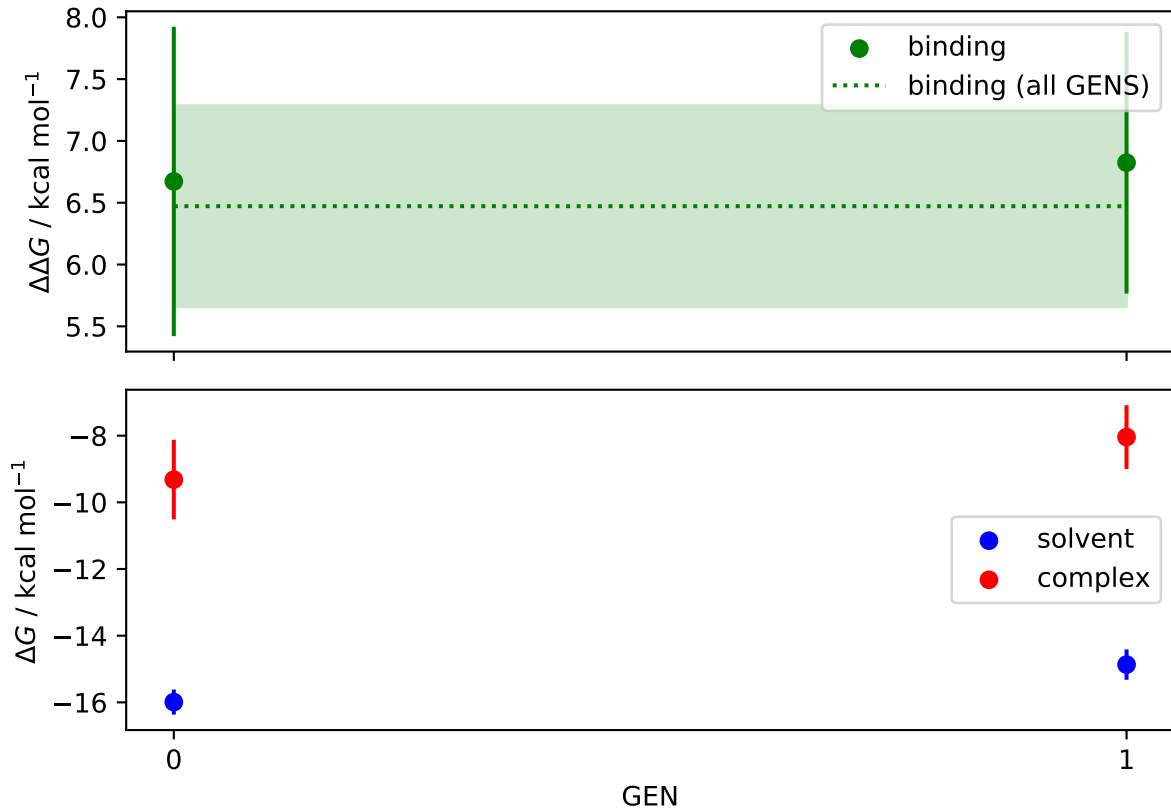 8.0
7.5
7.0
6.5
6.0
5.5
ΔΔG / kcal mol⁻¹
binding
binding (all GENS)
−8
−10
−12
−14
−16
ΔG / kcal mol⁻¹
solvent
complex
0
1
GEN